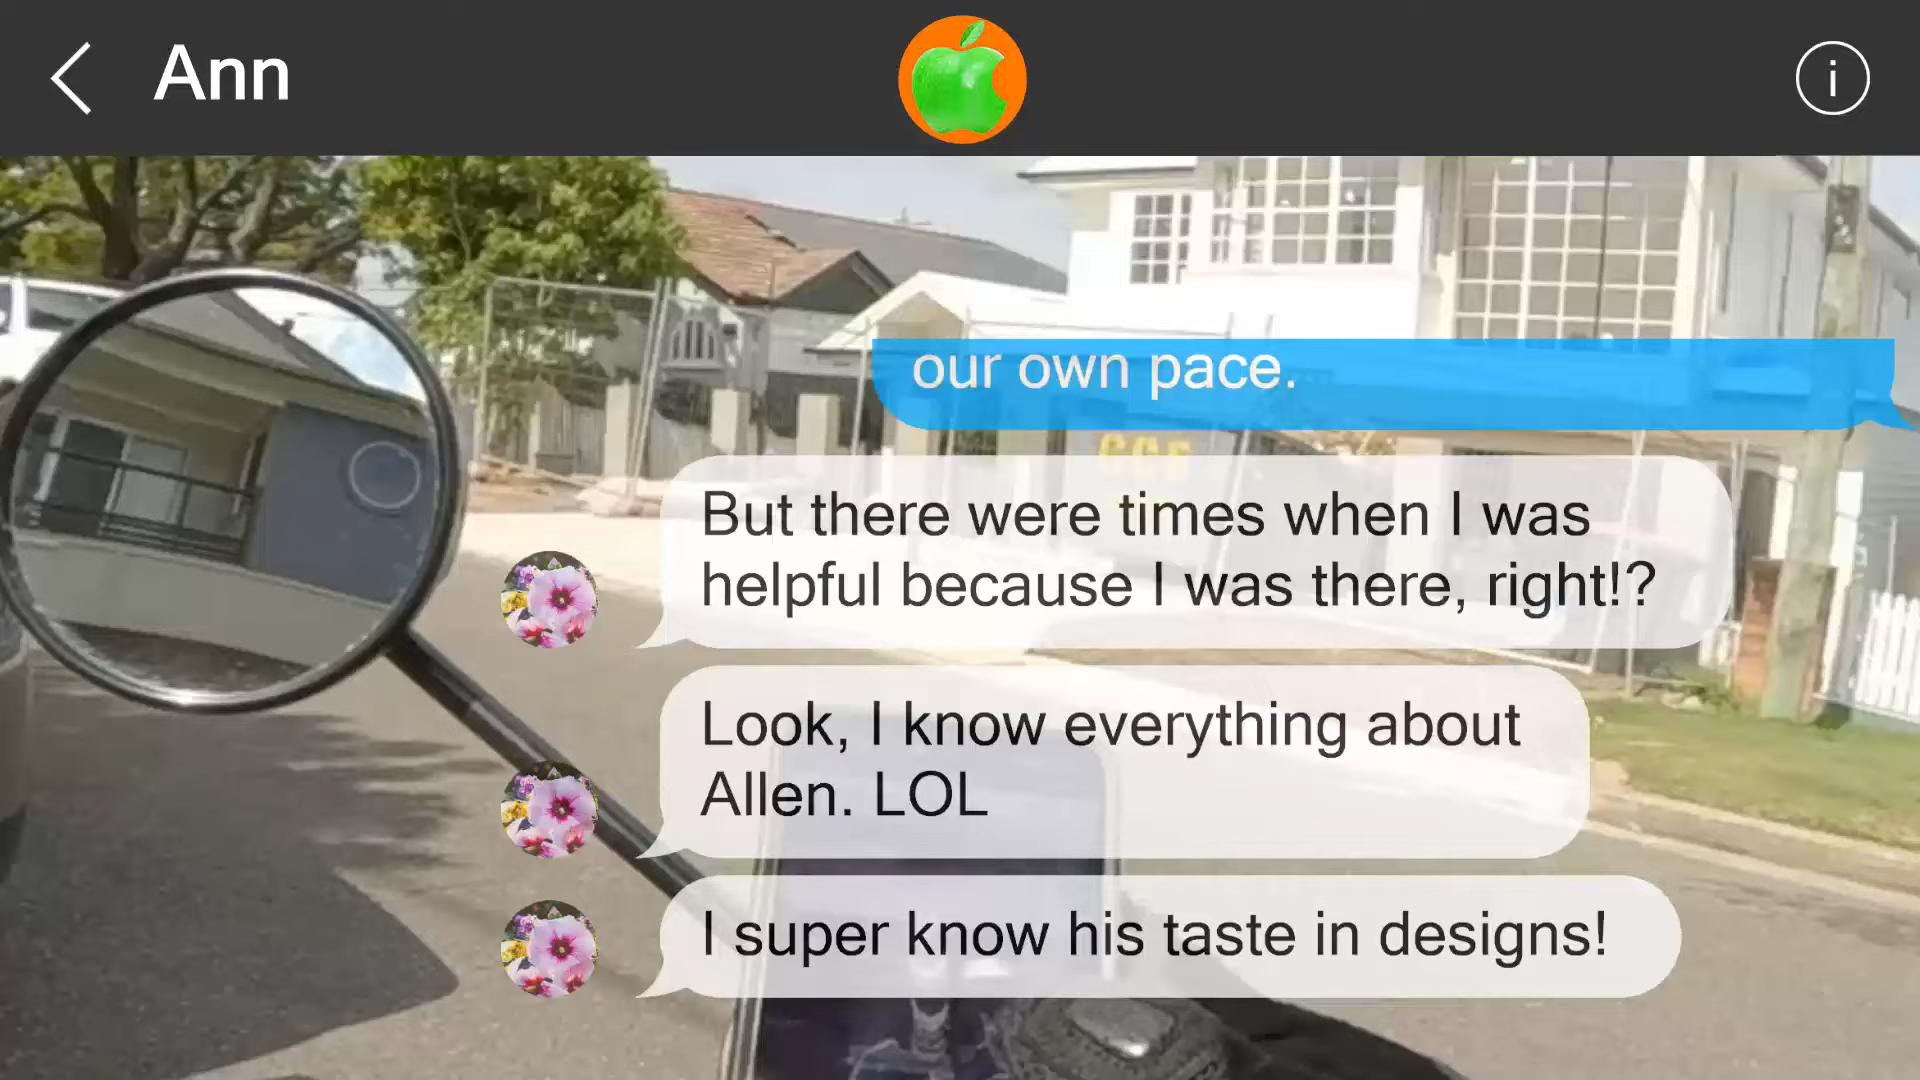 Ann
i
our own pace.
But there were times when I was
helpful because I was there, right!?
Look, I know everything about
Allen. LOL
I super know his taste in designs!